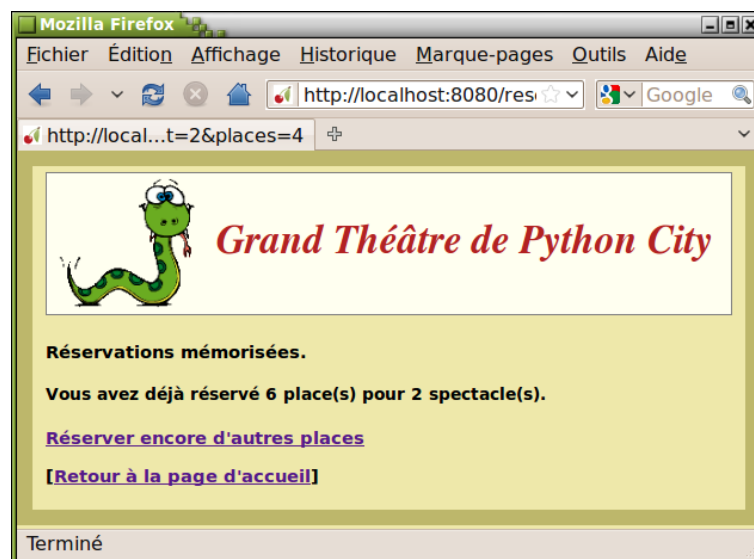 Mozilla Firefox
Fichier Édition Affichage Historique Marque-pages Outils Aide
http://localhost:8080/res Google
http://local...t=2&places=4
Grand Théâtre de Python City
Réservations mémorisées.
Vous avez déjà réservé 6 place(s) pour 2 spectacle(s).
Réserver encore d'autres places
[Retour à la page d'accueil]
Terminé